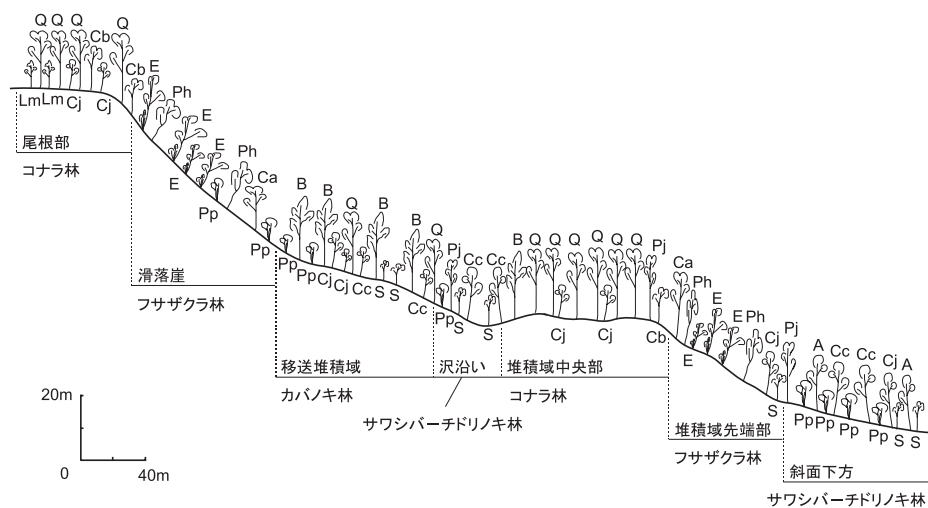 Q Q Q Cb Q
Cb E Ph E E Ph Ca
Lm Lm Cj Cj
E Pp Pp
尾根部
コナラ林
B B Q B B Q Pj Cc Cc B Q Q Q Q Q Q Pj Ca Ph E E Ph Cj Pj A Cc Cc Cj A
Pp Pp Cj Cj Cc S S Cc Pp S S Cj Cj Cb E S Pp Pp Pp Pp S S
滑落崖
フサザクラ林
移送堆積域 沢沿い 堆積域中央部
カバノキ林 コナラ林
サワシバーチドリノキ林
堆積域先端部
フサザクラ林
斜面下方
サワシバーチドリノキ林
20m
0 40m